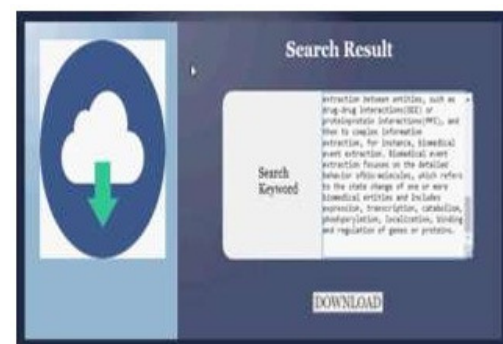 Search Result
extraction between entities, such as
drug-drug interactions(DDI) or
proteinprotein interactions(PPI), and
then to complex information
extraction, for instance, biomedical
event extraction. Biomedical event
extraction focuses on the detailed
behavior of bio-molecules, which refers
to the state change of one or more
biomedical entities and includes
expression, transcription, catabolism,
phosphorylation, localization, binding
and regulation of genes or proteins.
Search
Keyword
DOWNLOAD